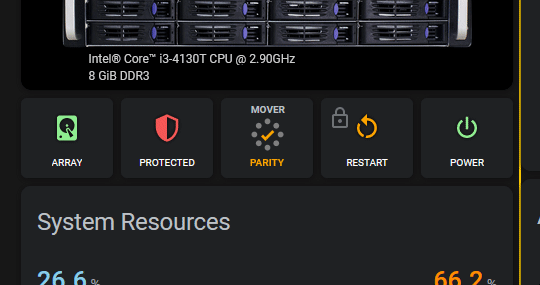 Intel® Core™ i3-4130T CPU @ 2.90GHz
8 GiB DDR3
MOVER
ARRAY
PROTECTED
PARITY
RESTART
POWER
System Resources
26.6 %
66.2 %